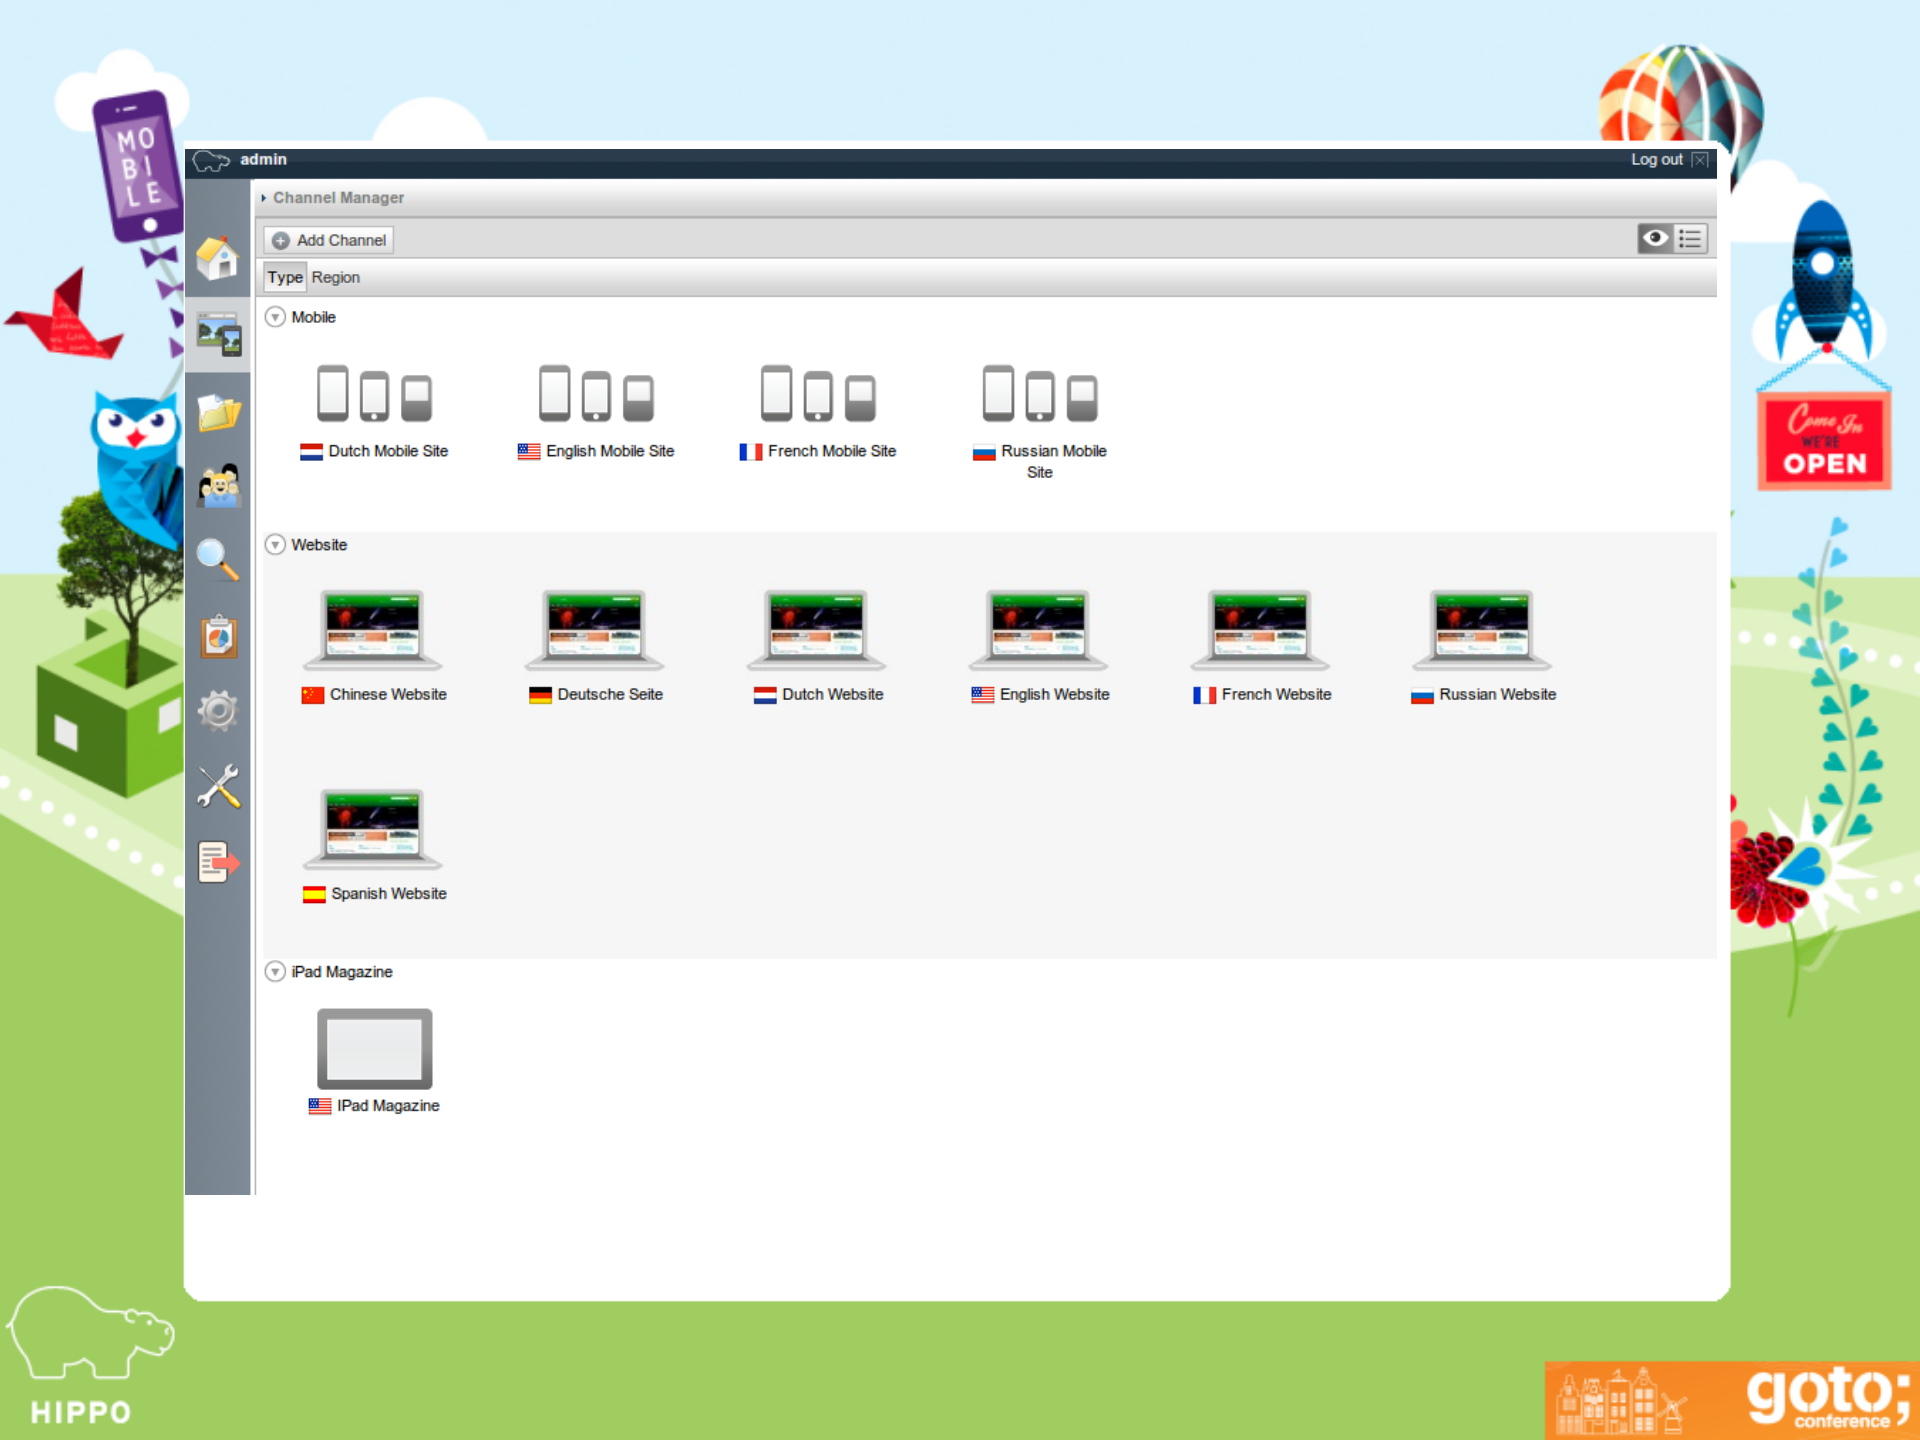 MO
BI
LE
admin
Log out
Channel Manager
Add Channel
Type Region
Mobile
Dutch Mobile Site
English Mobile Site
French Mobile Site
Russian Mobile
Site
Come In
WE'RE
OPEN
Website
Chinese Website
Deutsche Seite
Dutch Website
English Website
French Website
Russian Website
Spanish Website
iPad Magazine
IPad Magazine
HIPPO
goto;
conference